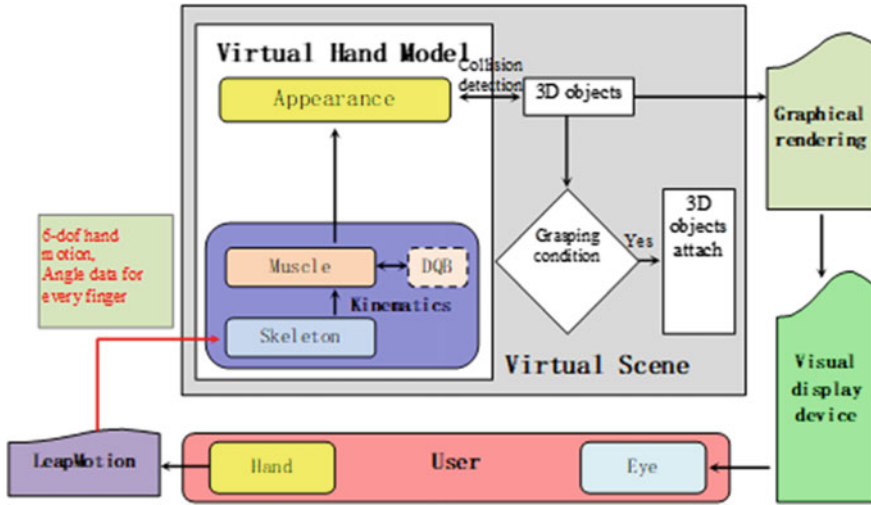 Virtual Hand Model
Collision
detection
Appearance
3D objects
Graphical
rendering
6-dof hand
motion,
Angle data for
every finger
Grasping
condition
Yes
3D
objects
attach
Muscle
DQB
Kinematics
Skeleton
Virtual Scene
Visual
display
device
LeapMotion
Hand
User
Eye